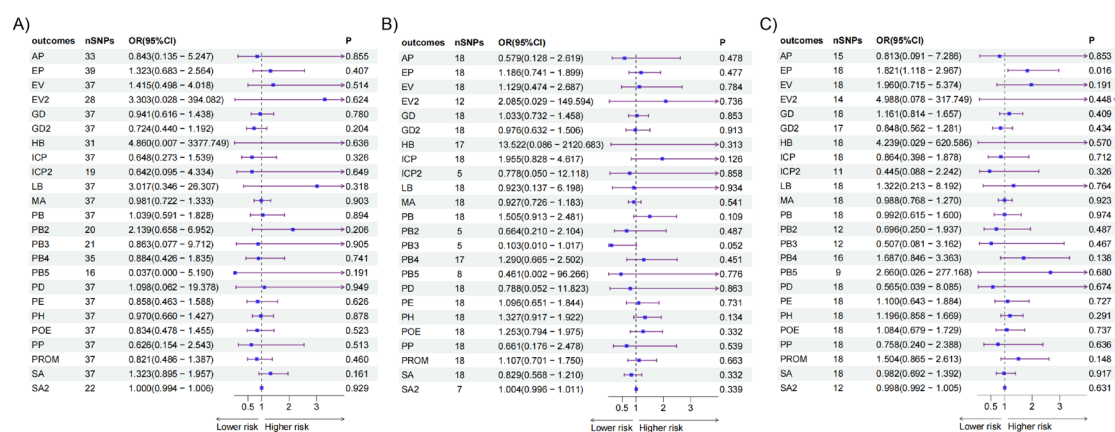 A)
outcomes nSNPs OR(95%CI) P
AP 33 0.843(0.135 − 5.247) 0.855
EP 39 1.323(0.683 − 2.564) 0.407
EV 37 1.415(0.498 − 4.018) 0.514
EV2 28 3.303(0.028 − 394.082) 0.624
GD 37 0.941(0.616 − 1.438) 0.780
GD2 37 0.724(0.440 − 1.192) 0.204
HB 31 4.860(0.007 − 3377.749) 0.636
ICP 37 0.648(0.273 − 1.539) 0.326
ICP2 19 0.642(0.095 − 4.334) 0.649
LB 37 3.017(0.346 − 26.307) 0.318
MA 37 0.981(0.722 − 1.333) 0.903
PB 37 1.039(0.591 − 1.828) 0.894
PB2 20 2.139(0.658 − 6.952) 0.206
PB3 21 0.863(0.077 − 9.712) 0.905
PB4 35 0.884(0.426 − 1.835) 0.741
PB5 16 0.037(0.000 − 5.190) 0.191
PD 37 1.098(0.062 − 19.378) 0.949
PE 37 0.858(0.463 − 1.588) 0.626
PH 37 0.970(0.660 − 1.427) 0.878
POE 37 0.834(0.478 − 1.455) 0.523
PP 37 0.626(0.154 − 2.543) 0.513
PROM 37 0.821(0.486 − 1.387) 0.460
SA 37 1.323(0.895 − 1.957) 0.161
SA2 22 1.000(0.994 − 1.006) 0.929
0.5 1 2 3
Lower risk Higher risk
B)
outcomes nSNPs OR(95%CI) P
AP 18 0.579(0.128 − 2.619) 0.478
EP 18 1.186(0.741 − 1.899) 0.477
EV 18 1.129(0.474 − 2.687) 0.784
EV2 12 2.085(0.029 − 149.594) 0.736
GD 18 1.033(0.732 − 1.458) 0.853
GD2 18 0.976(0.632 − 1.506) 0.913
HB 17 13.522(0.086 − 2120.683) 0.313
ICP 18 1.955(0.828 − 4.617) 0.126
ICP2 5 0.778(0.050 − 12.118) 0.858
LB 18 0.923(0.137 − 6.198) 0.934
MA 18 0.927(0.726 − 1.183) 0.541
PB 18 1.505(0.913 − 2.481) 0.109
PB2 5 0.664(0.210 − 2.104) 0.487
PB3 5 0.103(0.010 − 1.017) 0.052
PB4 17 1.290(0.665 − 2.502) 0.451
PB5 8 0.461(0.002 − 96.266) 0.776
PD 18 0.788(0.052 − 11.823) 0.863
PE 18 1.096(0.651 − 1.844) 0.731
PH 18 1.327(0.917 − 1.922) 0.134
POE 18 1.253(0.794 − 1.975) 0.332
PP 18 0.661(0.176 − 2.478) 0.539
PROM 18 1.107(0.701 − 1.750) 0.663
SA 18 0.829(0.568 − 1.210) 0.332
SA2 7 1.004(0.996 − 1.011) 0.339
0.5 1 2 3
Lower risk Higher risk
C)
outcomes nSNPs OR(95%CI) P
AP 15 0.813(0.091 − 7.286) 0.853
EP 18 1.821(1.118 − 2.967) 0.016
EV 18 1.960(0.715 − 5.374) 0.191
EV2 14 4.988(0.078 − 317.749) 0.448
GD 18 1.161(0.814 − 1.657) 0.409
GD2 17 0.848(0.562 − 1.281) 0.434
HB 18 4.239(0.029 − 620.586) 0.570
ICP 18 0.864(0.398 − 1.878) 0.712
ICP2 11 0.445(0.088 − 2.242) 0.326
LB 18 1.322(0.213 − 8.192) 0.764
MA 18 0.988(0.768 − 1.270) 0.923
PB 18 0.992(0.615 − 1.600) 0.974
PB2 12 0.696(0.250 − 1.937) 0.487
PB3 12 0.507(0.081 − 3.162) 0.467
PB4 16 1.687(0.846 − 3.363) 0.138
PB5 9 2.660(0.026 − 277.168) 0.680
PD 18 0.565(0.039 − 8.085) 0.674
PE 18 1.100(0.643 − 1.884) 0.727
PH 18 1.196(0.858 − 1.669) 0.291
POE 18 1.084(0.679 − 1.729) 0.737
PP 18 0.758(0.240 − 2.388) 0.636
PROM 18 1.504(0.865 − 2.613) 0.148
SA 18 0.982(0.692 − 1.392) 0.917
SA2 12 0.998(0.992 − 1.005) 0.631
0.5 1 2 3
Lower risk Higher risk